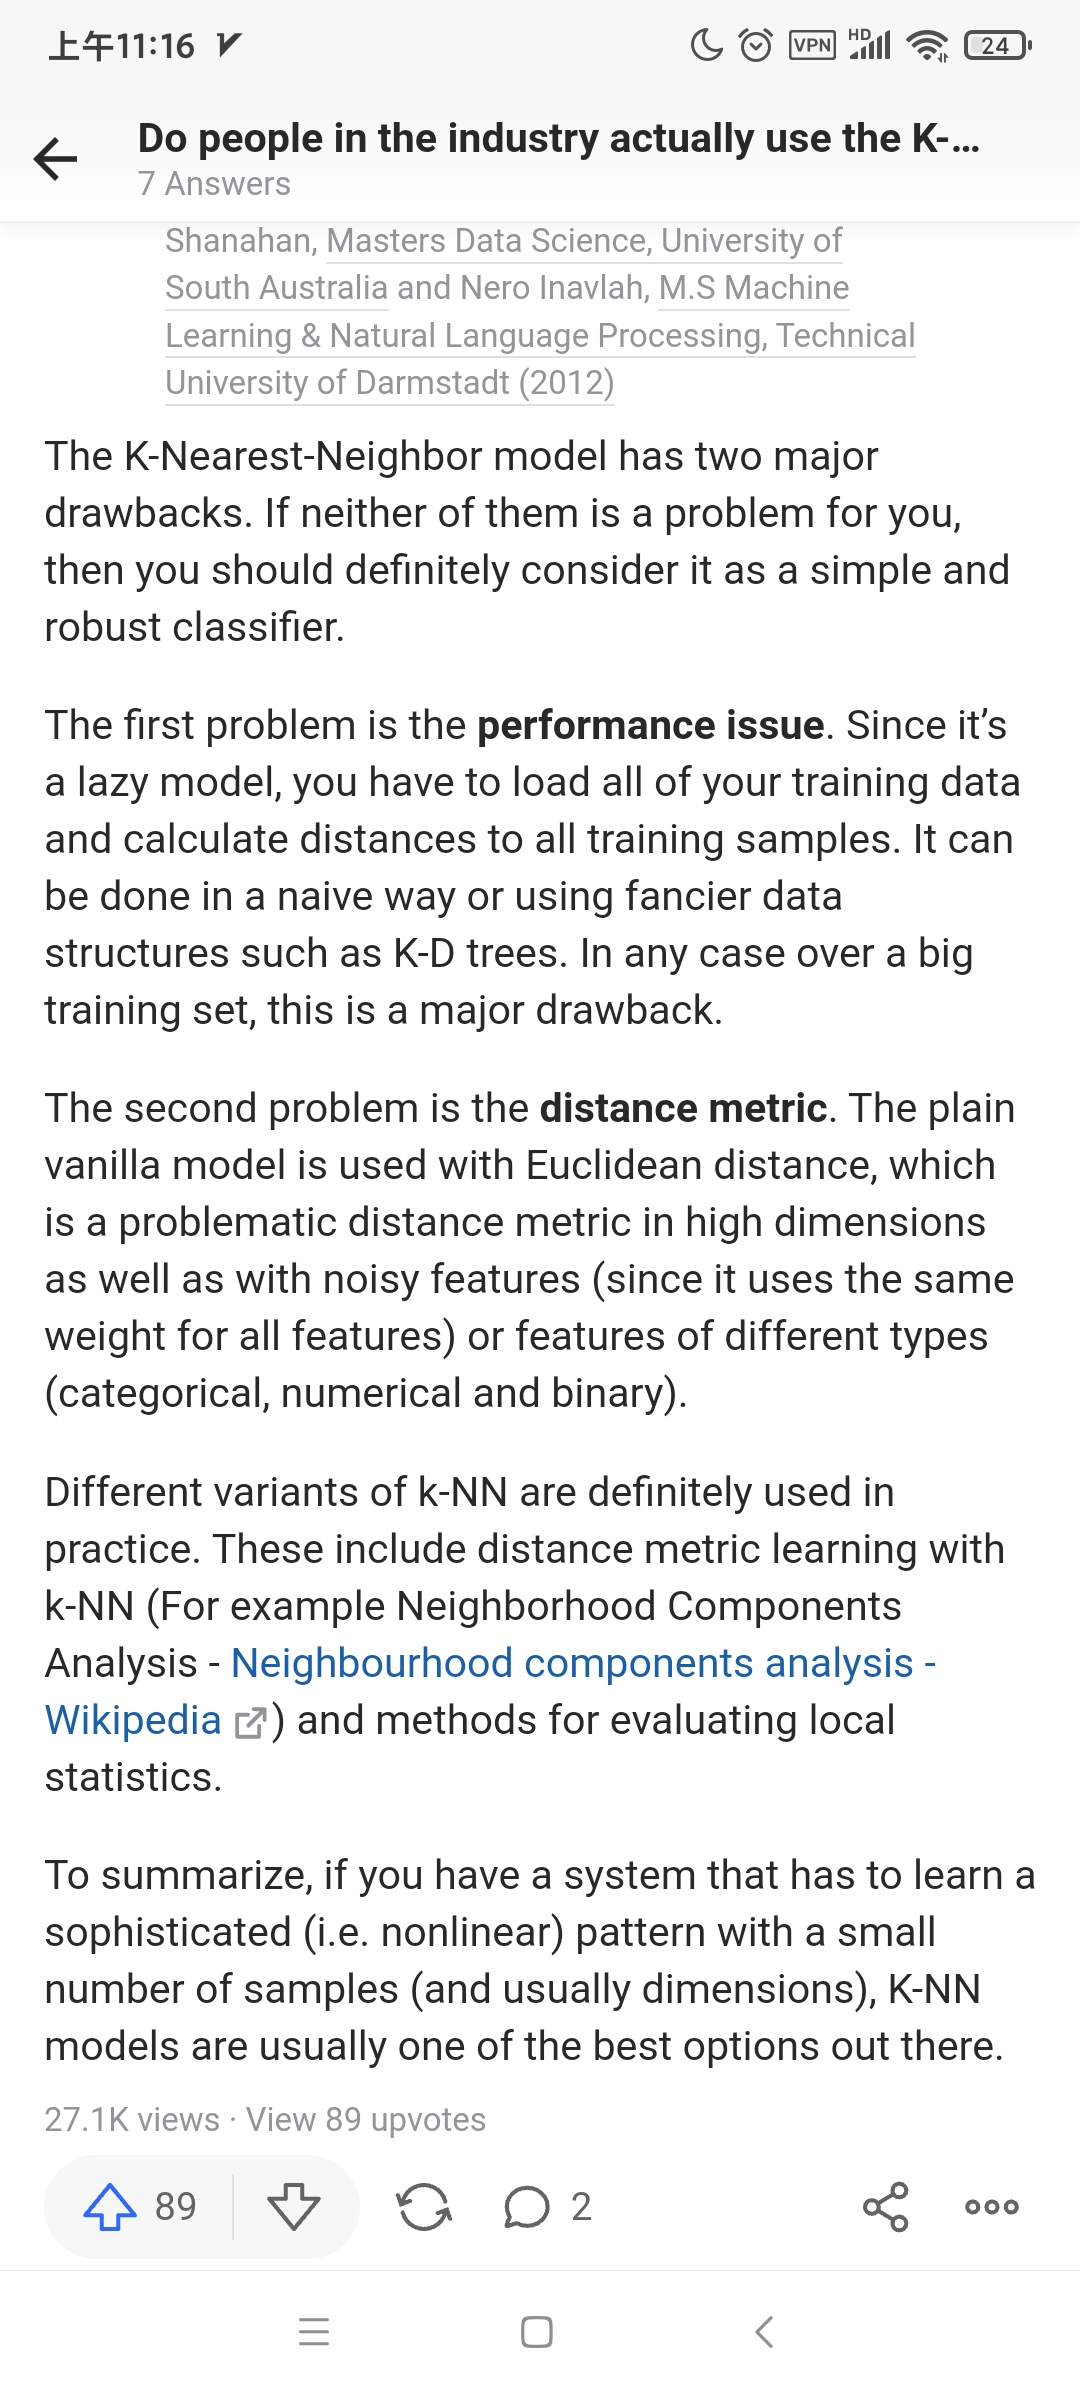 上午11:16
VPN
HD
24
Do people in the industry actually use the K-...
7 Answers
Shanahan, Masters Data Science, University of
South Australia and Nero Inavlah, M.S Machine
Learning & Natural Language Processing, Technical
University of Darmstadt (2012)
The K-Nearest-Neighbor model has two major
drawbacks. If neither of them is a problem for you,
then you should definitely consider it as a simple and
robust classifier.
The first problem is the performance issue. Since it’s
a lazy model, you have to load all of your training data
and calculate distances to all training samples. It can
be done in a naive way or using fancier data
structures such as K-D trees. In any case over a big
training set, this is a major drawback.
The second problem is the distance metric. The plain
vanilla model is used with Euclidean distance, which
is a problematic distance metric in high dimensions
as well as with noisy features (since it uses the same
weight for all features) or features of different types
(categorical, numerical and binary).
Different variants of k-NN are definitely used in
practice. These include distance metric learning with
k-NN (For example Neighborhood Components
Analysis - Neighbourhood components analysis -
Wikipedia ) and methods for evaluating local
statistics.
To summarize, if you have a system that has to learn a
sophisticated (i.e. nonlinear) pattern with a small
number of samples (and usually dimensions), K-NN
models are usually one of the best options out there.
27.1K views · View 89 upvotes
89
2